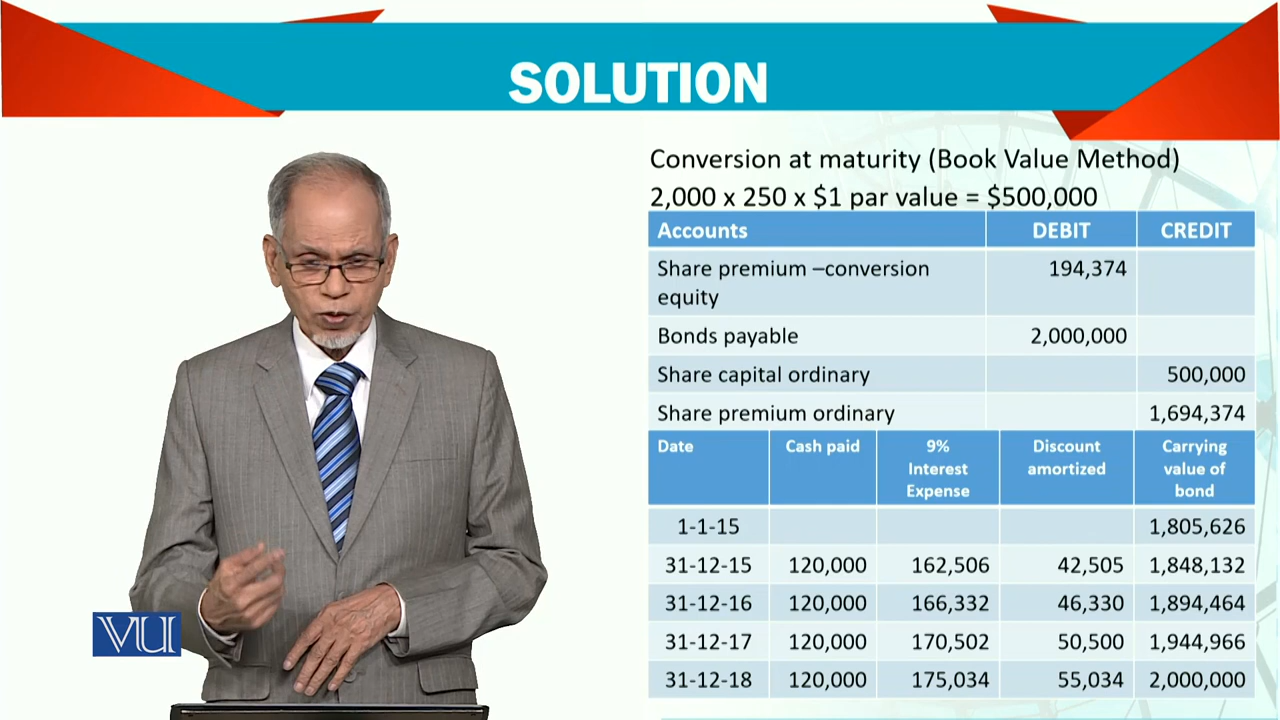 SOLUTION
Conversion at maturity (Book Value Method)
2,000 x 250 x $1 par value = $500,000
Accounts DEBIT CREDIT
Share premium –conversion equity 194,374
Bonds payable 2,000,000
Share capital ordinary 500,000
Share premium ordinary 1,694,374
Date Cash paid 9% Interest Expense Discount amortized Carrying value of bond
1-1-15 1,805,626
31-12-15 120,000 162,506 42,505 1,848,132
31-12-16 120,000 166,332 46,330 1,894,464
31-12-17 120,000 170,502 50,500 1,944,966
31-12-18 120,000 175,034 55,034 2,000,000
VU